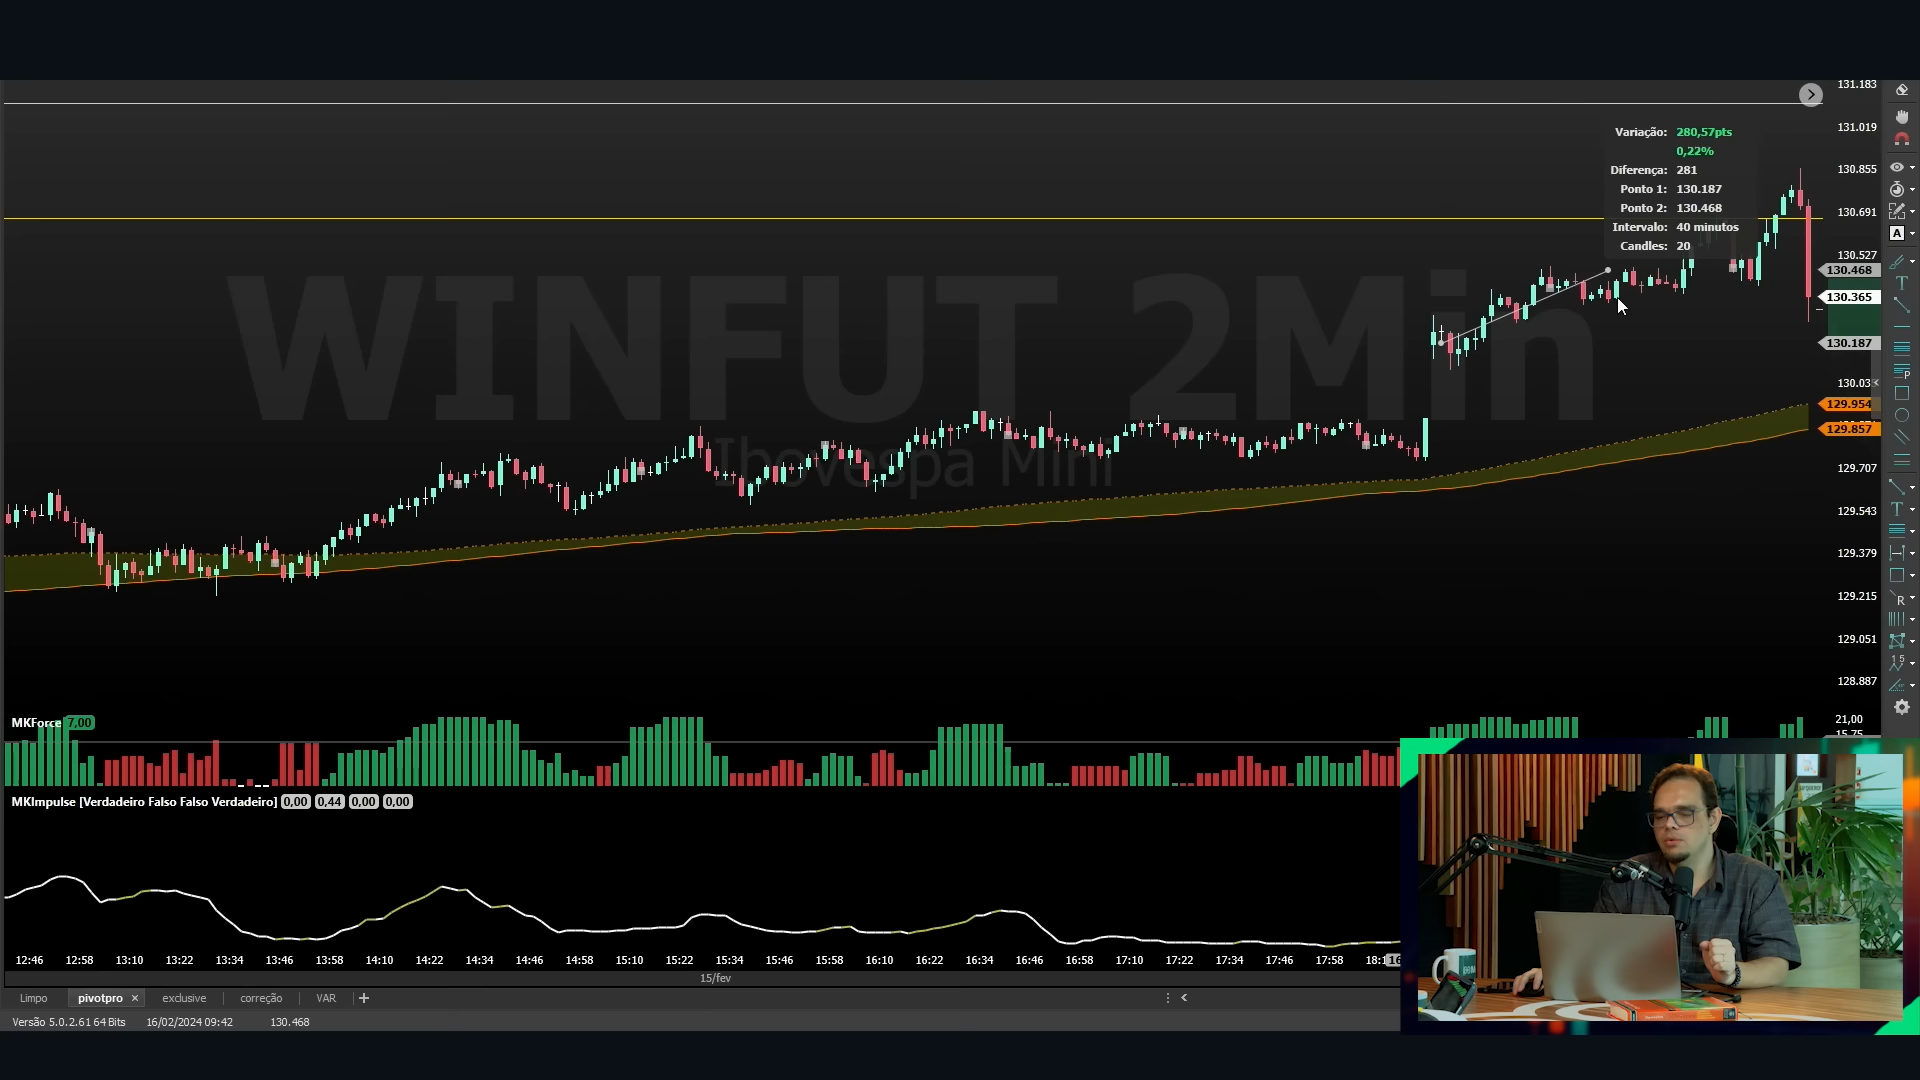 131.183
131.019
Variação: 280,57pts
0,22%
Diferença: 281
Ponto 1: 130.187
Ponto 2: 130.468
Intervalo: 40 minutos
Candles: 20
130.855
130.691
130.527
130.468
130.365
130.187
130.03
129.954
129.857
129.707
129.543
129.379
129.215
129.051
128.887
WINFUT 2Min
Ibovespa Mini
MKForce 7,00
21,00
15,75
MKImpulse [Verdadeiro Falso Falso Verdadeiro] 0,00 0,44 0,00 0,00
12:46 12:58 13:10 13:22 13:34 13:46 13:58 14:10 14:22 14:34 14:46 14:58 15:10 15:22 15:34 15:46 15:58 16:10 16:22 16:34 16:46 16:58 17:10 17:22 17:34 17:46 17:58 18:1 16
15/fev
Limpo pivotpro × exclusive correção VAR +
Versão 5.0.2.61 64 Bits 16/02/2024 09:42 130.468